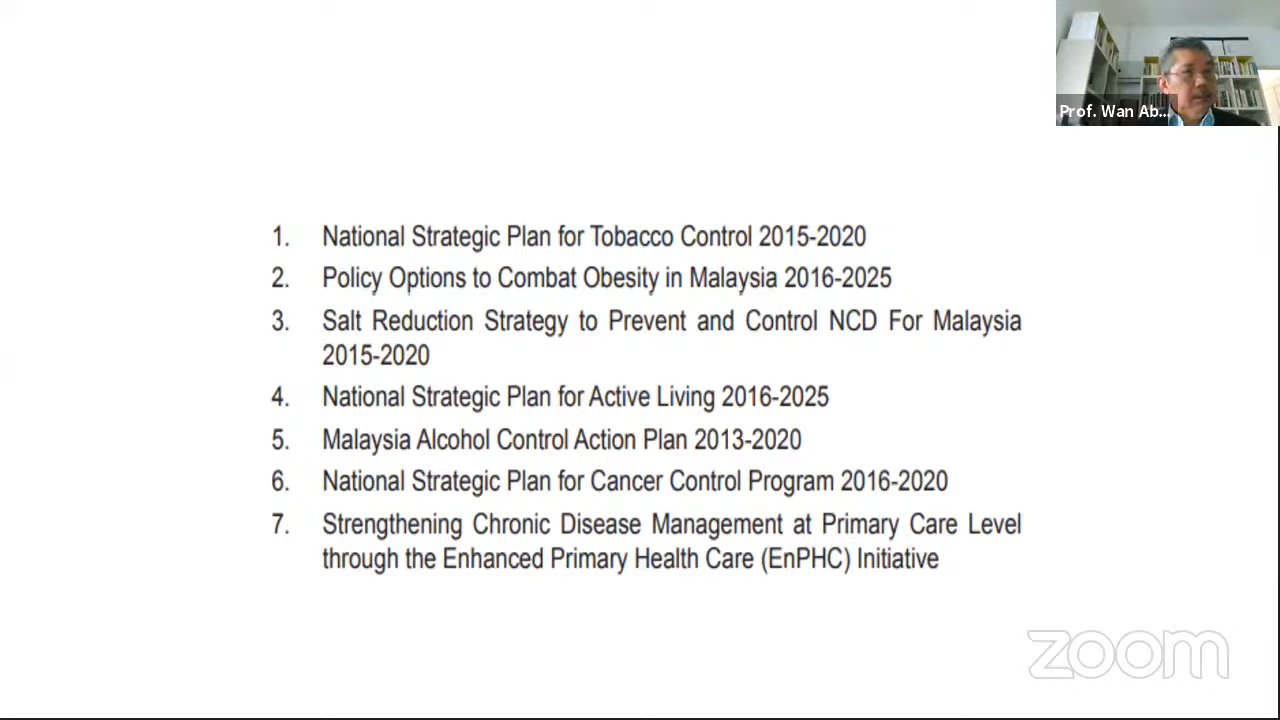 Prof. Wan Ab...
1. National Strategic Plan for Tobacco Control 2015-2020
2. Policy Options to Combat Obesity in Malaysia 2016-2025
3. Salt Reduction Strategy to Prevent and Control NCD For Malaysia
2015-2020
4. National Strategic Plan for Active Living 2016-2025
5. Malaysia Alcohol Control Action Plan 2013-2020
6. National Strategic Plan for Cancer Control Program 2016-2020
7. Strengthening Chronic Disease Management at Primary Care Level
through the Enhanced Primary Health Care (EnPHC) Initiative
zoom